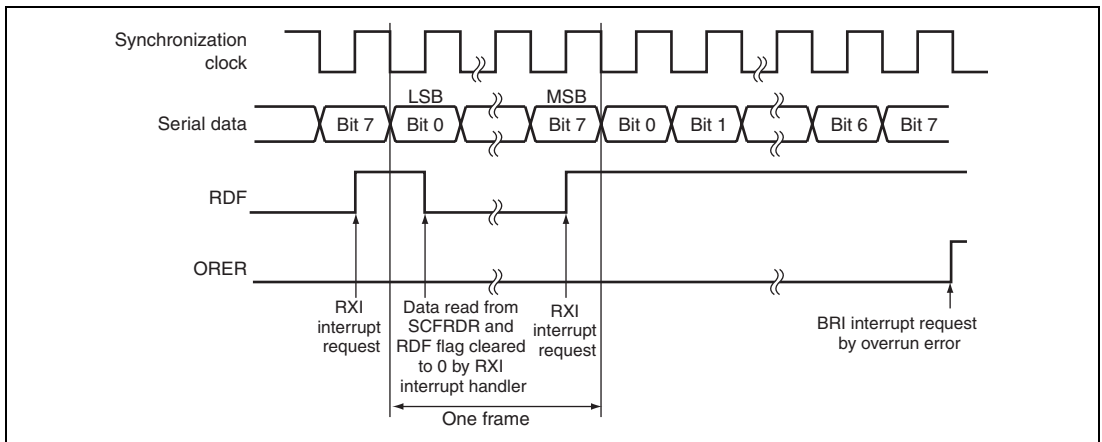 Synchronization
clock
LSB
MSB
Serial data
Bit 7
Bit 0
Bit 7
Bit 0
Bit 1
Bit 6
Bit 7
RDF
ORER
RXI
interrupt
request
Data read from
SCFRDR and
RDF flag cleared
to 0 by RXI
interrupt handler
RXI
interrupt
request
BRI interrupt request
by overrun error
One frame